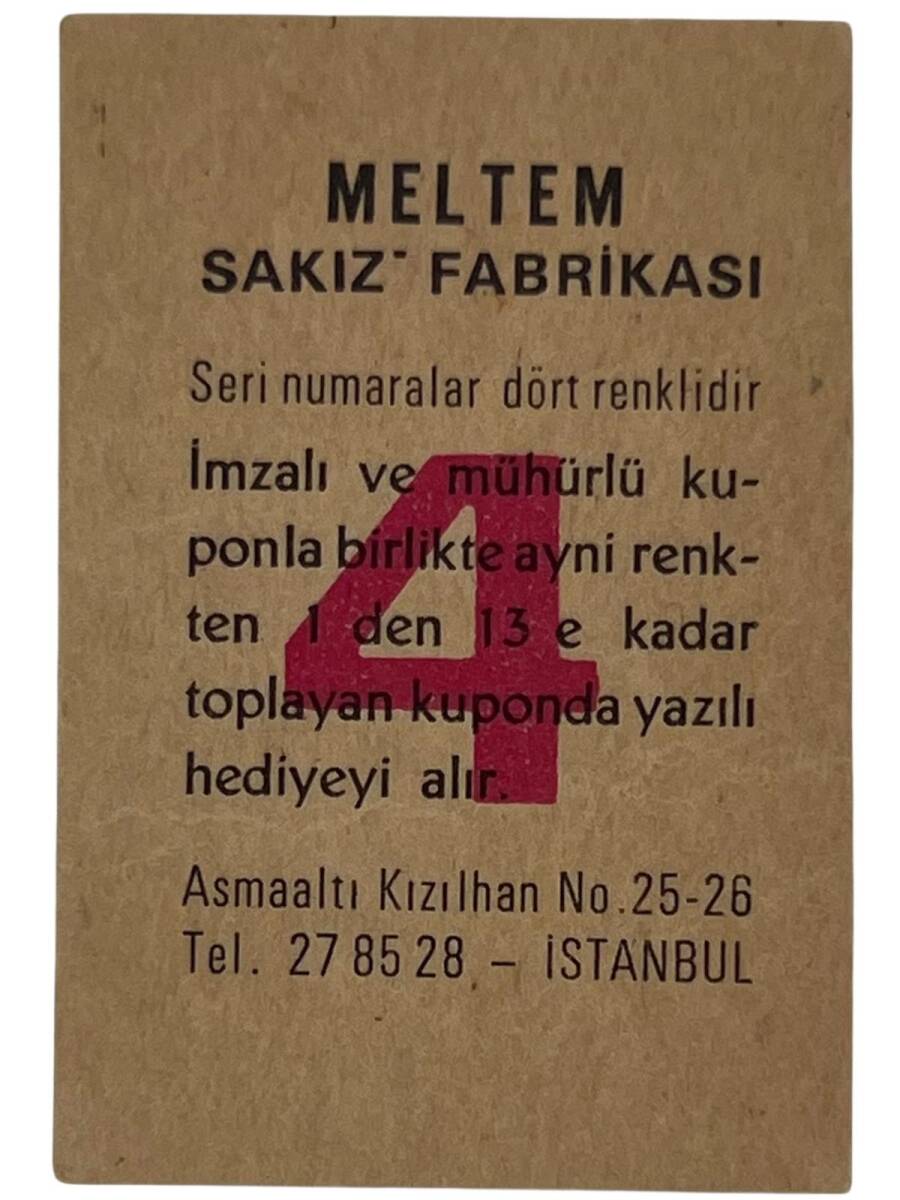 MELTEM
SAKIZ FABRİKASI
Seri numaralar dört renklidir
İmzalı ve mühürlü ku-
ponla birlikte ayni renk-
ten 1 den 13 e kadar
toplayan kuponda yazılı
hediyeyi alır.
4
Asmaaltı Kızılhan No.25-26
Tel. 27 85 28 – İSTANBUL